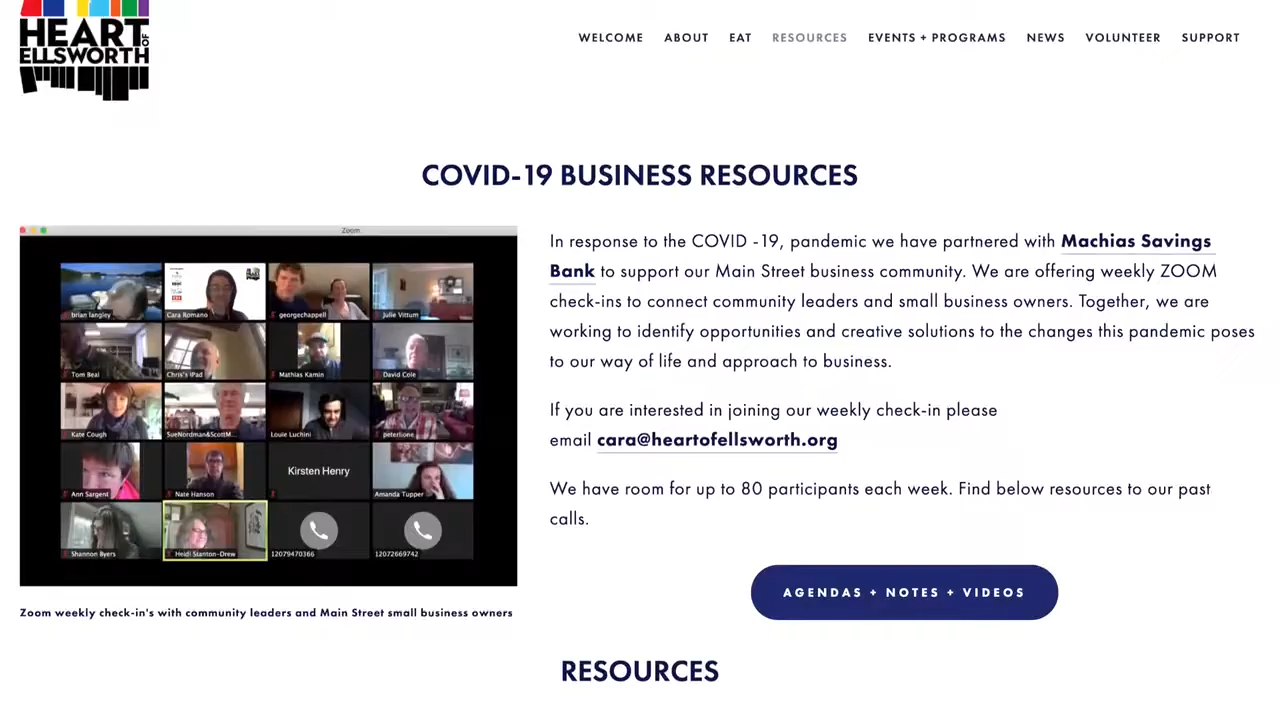 HEART OF
ELLSWORTH
WELCOME ABOUT EAT RESOURCES EVENTS + PROGRAMS NEWS VOLUNTEER SUPPORT
COVID-19 BUSINESS RESOURCES
Zoom
brian langley
Cara Romano
georgechappell
Julie Vittum
Tom Beal
Chris's iPad
Mathias Kamin
David Cole
Kate Cough
SueNordman&ScottM...
Louie Luchini
peterlione
Ann Sargent
Nate Hanson
Kirsten Henry
Amanda Tupper
Shannon Byers
Heidi Stanton-Drew
12079470366
12072669742
Zoom weekly check-in's with community leaders and Main Street small business owners
In response to the COVID -19, pandemic we have partnered with Machias Savings
Bank to support our Main Street business community. We are offering weekly ZOOM
check-ins to connect community leaders and small business owners. Together, we are
working to identify opportunities and creative solutions to the changes this pandemic poses
to our way of life and approach to business.
If you are interested in joining our weekly check-in please
email cara@heartofellsworth.org
We have room for up to 80 participants each week. Find below resources to our past
calls.
AGENDAS + NOTES + VIDEOS
RESOURCES